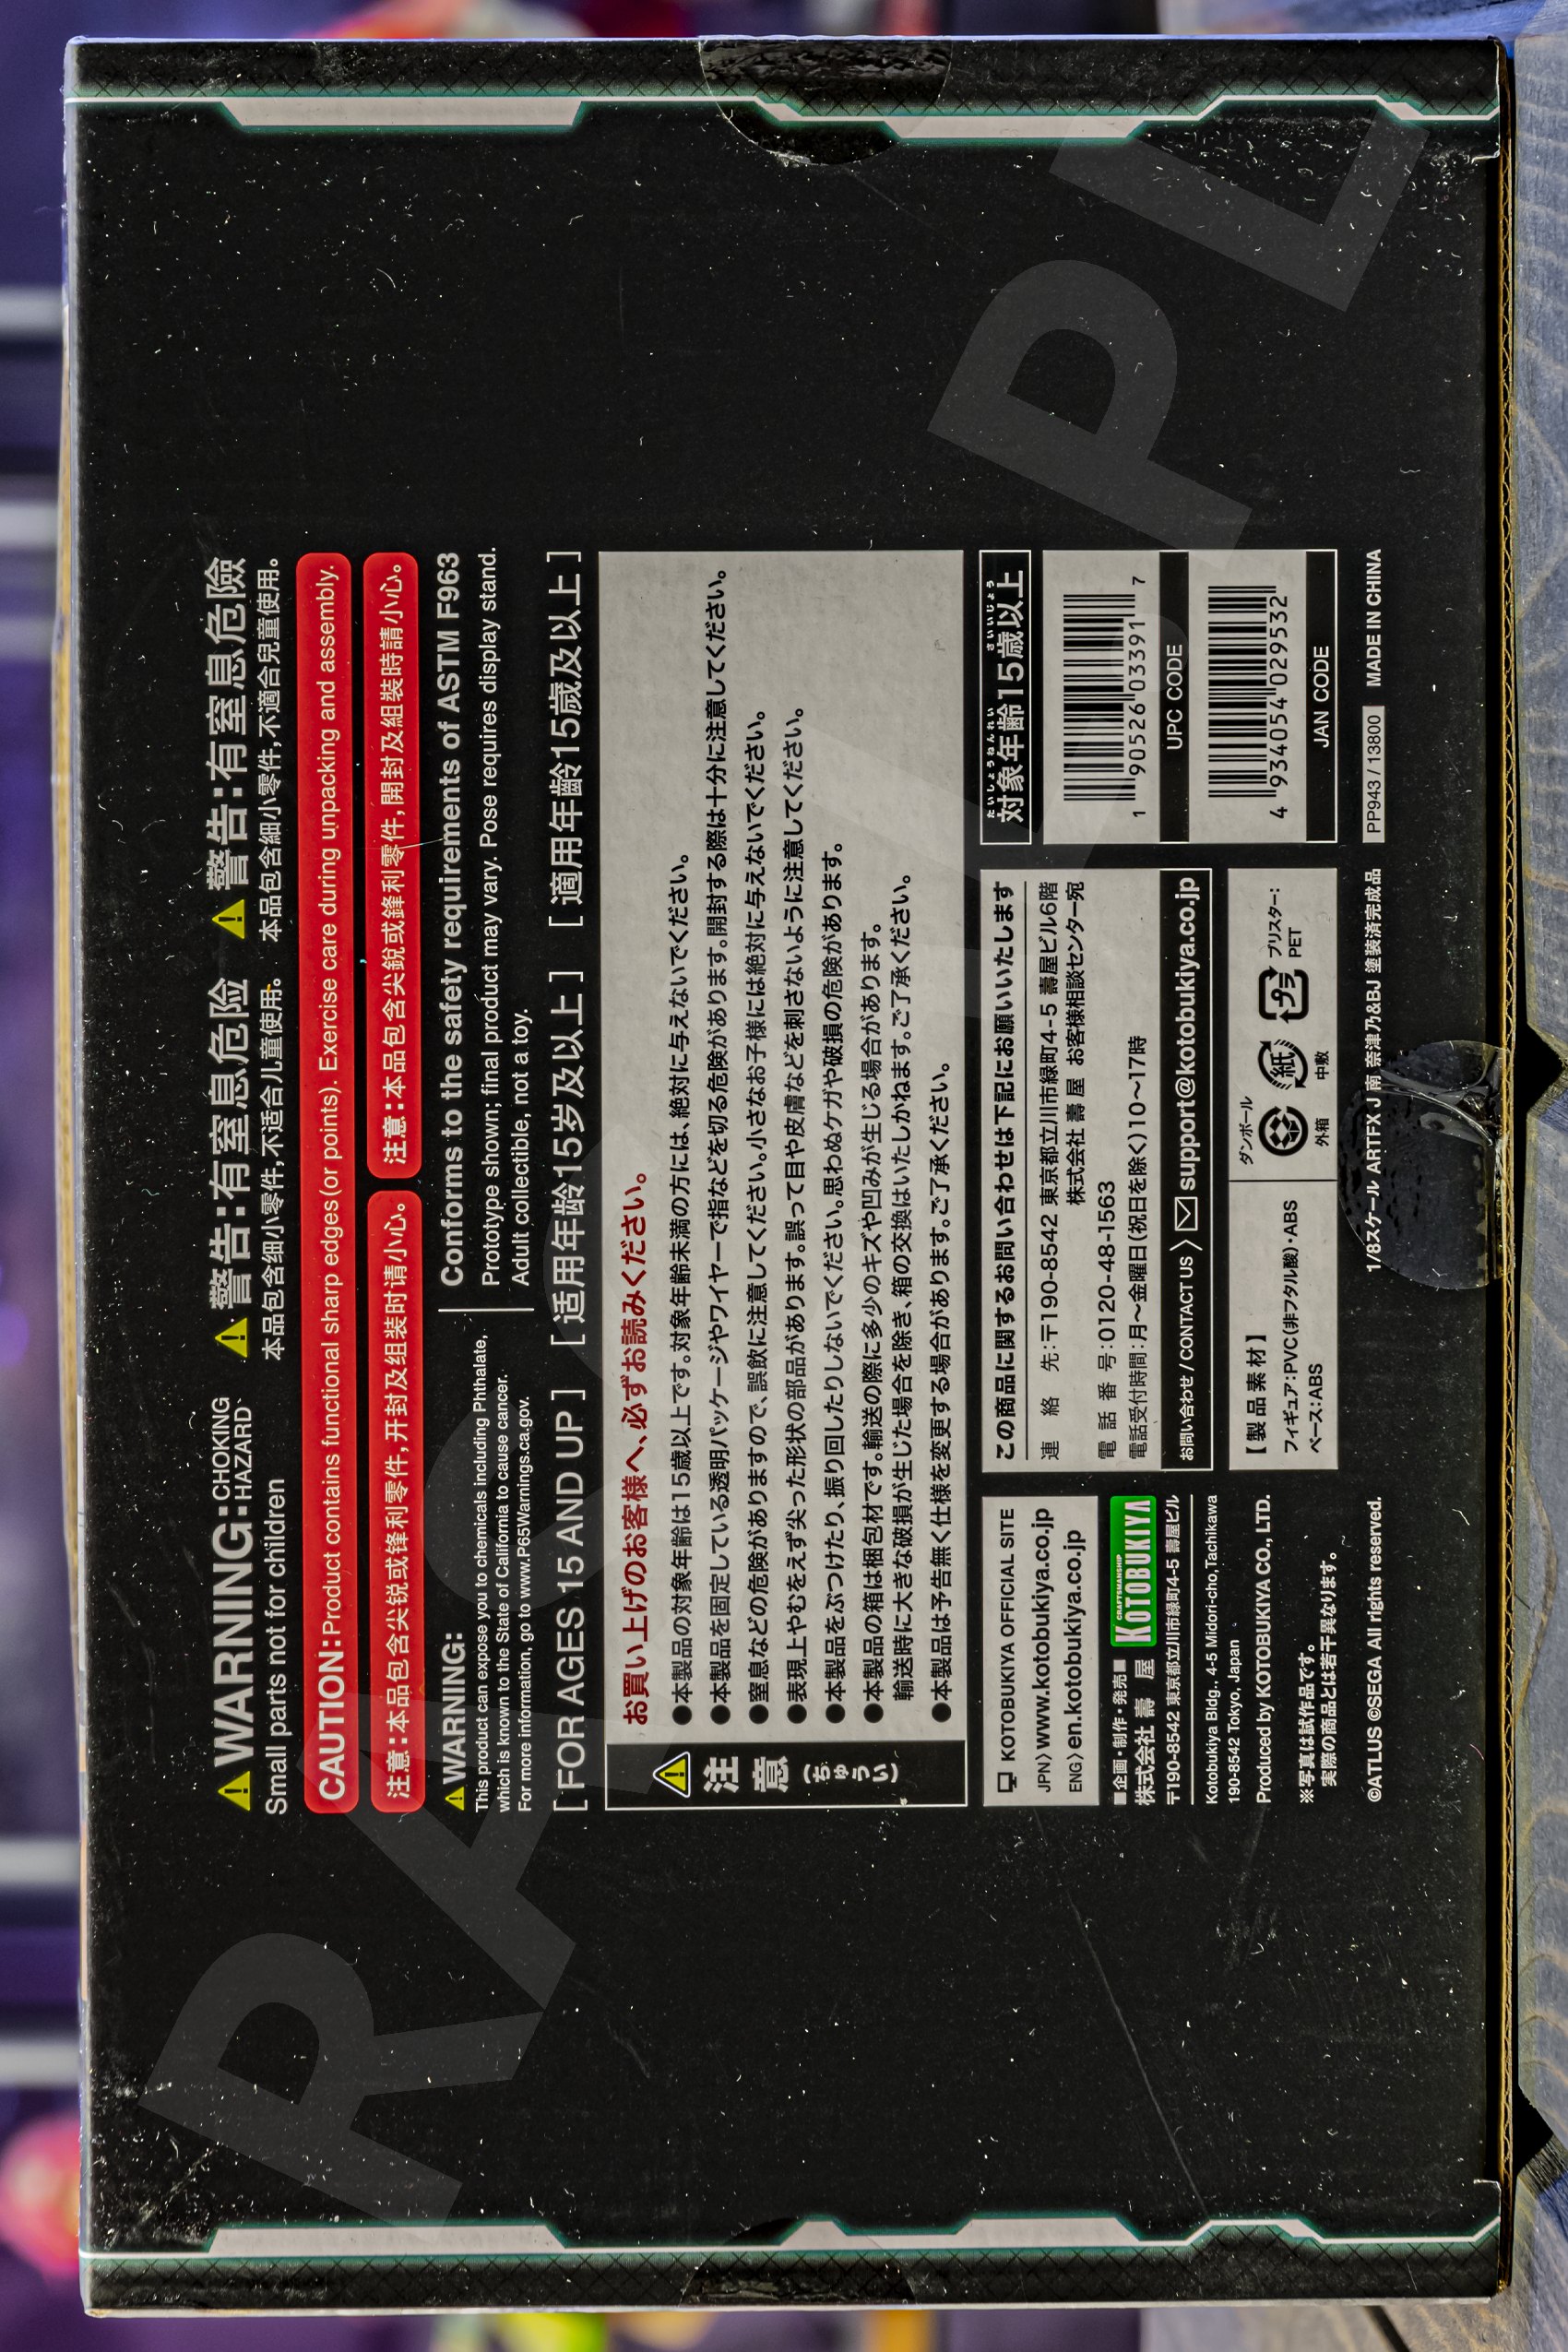 WARNING: CHOKING HAZARD
Small parts not for children
警告:有窒息危险
本品包含细小零件,不适合儿童使用。
警告:有窒息危險
本品包含細小零件,不適合兒童使用。
CAUTION:Product contains functional sharp edges(or points). Exercise care during unpacking and assembly.
注意:本品包含尖锐或锋利零件,开封及组装时请小心。
注意:本品包含尖銳或鋒利零件,開封及組裝時請小心。
WARNING:
This product can expose you to chemicals including Phthalate,
which is known to the State of California to cause cancer.
For more information, go to www.P65Warnings.ca.gov.
Conforms to the safety requirements of ASTM F963
Prototype shown; final product may vary. Pose requires display stand.
Adult collectible, not a toy.
[ FOR AGES 15 AND UP ] [ 适用年龄15岁及以上 ] [ 適用年齡15歲及以上 ]
注意
(ちゅうい)
お買い上げのお客様へ、必ずお読みください。
●本製品の対象年齢は15歳以上です。対象年齢未満の方には、絶対に与えないでください。
●本製品を固定している透明パッケージやワイヤーで指などを切る危険があります。開封する際は十分に注意してください。
●窒息などの危険がありますので、誤飲に注意してください。小さなお子様には絶対に与えないでください。
●表現上やむをえず尖った形状の部品があります。誤って目や皮膚などを刺さないように注意してください。
●本製品をぶつけたり、振り回したりしないでください。思わぬケガや破損の危険があります。
●本製品の箱は梱包材です。輸送の際に多少のキズや凹みが生じる場合があります。
輸送時に大きな破損が生じた場合を除き、箱の交換はいたしかねます。ご了承ください。
●本製品は予告無く仕様を変更する場合があります。ご了承ください。
KOTOBUKIYA OFFICIAL SITE
JPN〉www.kotobukiya.co.jp
ENG〉en.kotobukiya.co.jp
■企画・制作・発売■
株式会社 壽 屋
CRAFTSMANSHIP
KOTOBUKIYA
〒190-8542 東京都立川市緑町4-5 壽屋ビル
Kotobukiya Bldg., 4-5 Midori-cho,Tachikawa
190-8542 Tokyo, Japan
Produced by KOTOBUKIYA CO., LTD.
※写真は試作品です。
実際の商品とは若干異なります。
この商品に関するお問い合わせは下記にお願いいたします
連絡先:〒190-8542 東京都立川市緑町4-5 壽屋ビル6階
株式会社 壽 屋 お客様相談センター宛
電話番号:0120-48-1563
電話受付時間:月〜金曜日(祝日を除く)10〜17時
お問い合わせ / CONTACT US 〉 support@kotobukiya.co.jp
【製品素材】
フィギュア:PVC(非フタル酸)・ABS
ベース:ABS
ダンボール
外箱
紙
中敷
プラ
ブリスター:
PET
たいしょうねんれい さいいじょう
対象年齢15歳以上
1 90526 03391 7
UPC CODE
4 934054 029532
JAN CODE
©ATLUS ©SEGA All rights reserved.
1/8スケール ARTFX J 南 奈津乃&BJ 塗装済完成品
PP943 / 13800
MADE IN CHINA